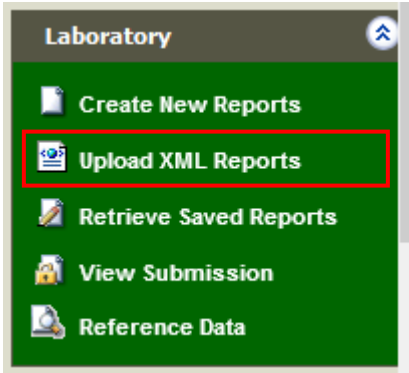 Laboratory
Create New Reports
Upload XML Reports
Retrieve Saved Reports
View Submission
Reference Data